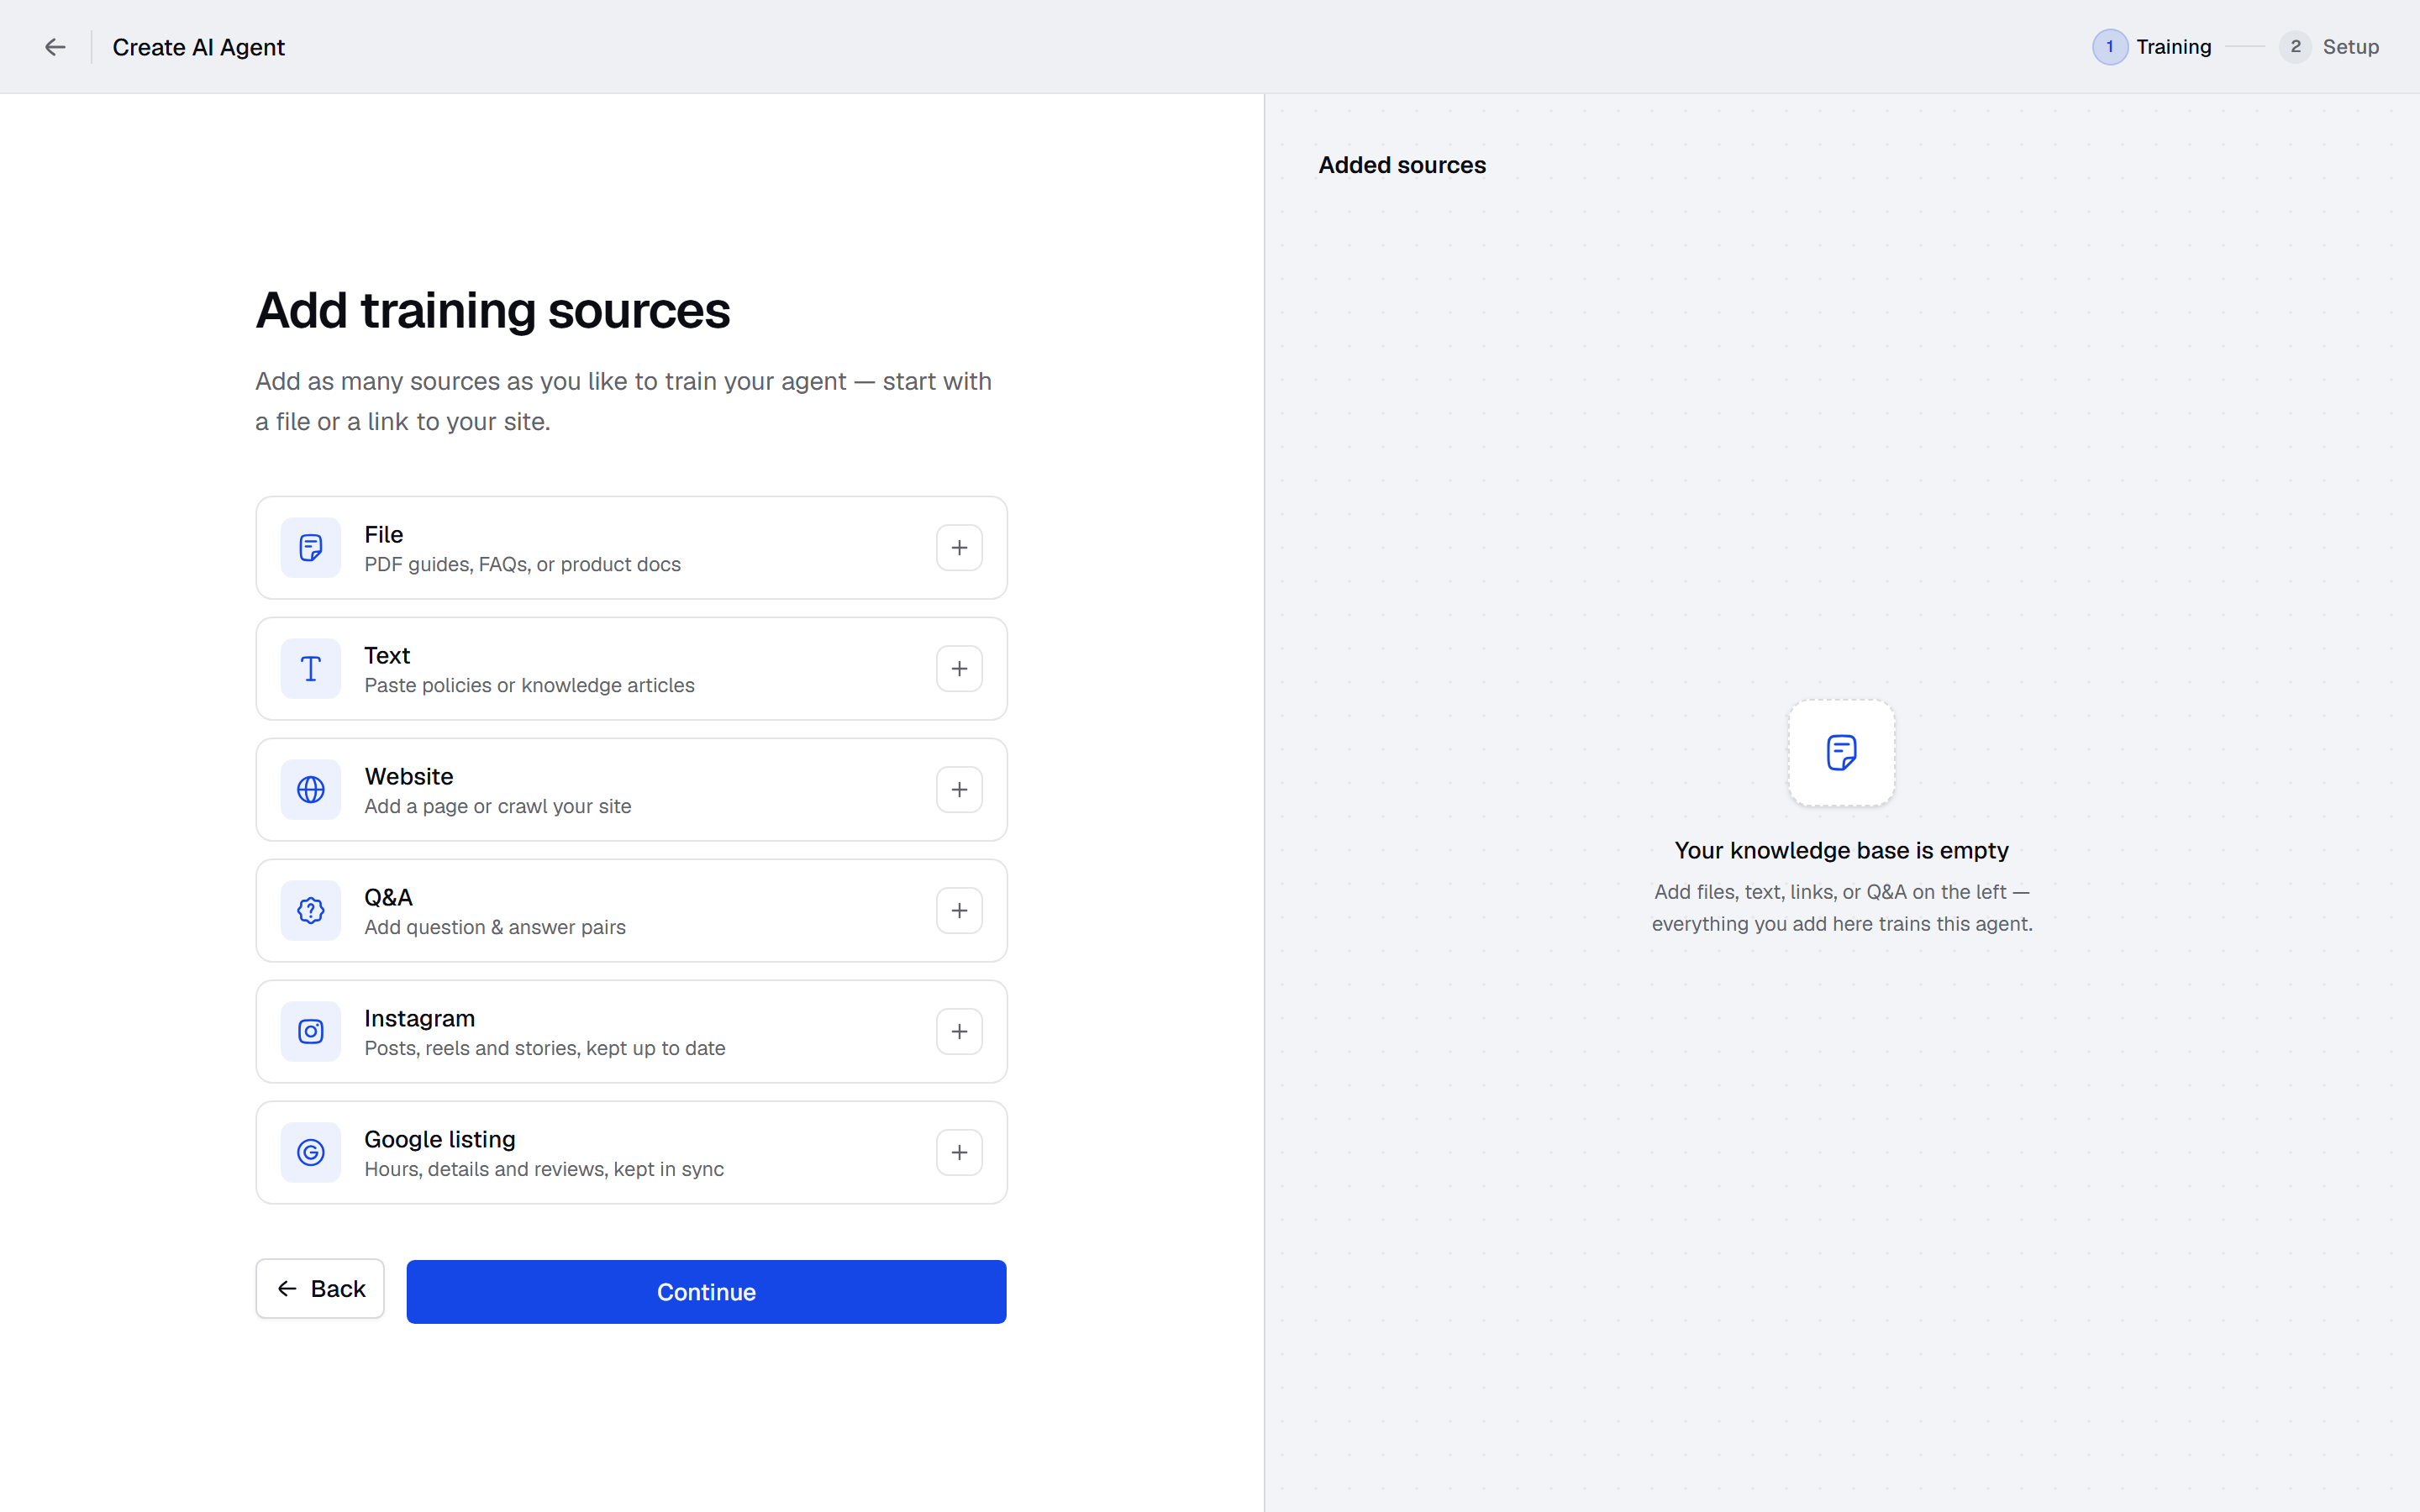 Create AI Agent
1 Training
2 Setup
Add training sources
Add as many sources as you like to train your agent — start with
a file or a link to your site.
File
PDF guides, FAQs, or product docs
Text
Paste policies or knowledge articles
Website
Add a page or crawl your site
Q&A
Add question & answer pairs
Instagram
Posts, reels and stories, kept up to date
Google listing
Hours, details and reviews, kept in sync
Back
Continue
Added sources
Your knowledge base is empty
Add files, text, links, or Q&A on the left —
everything you add here trains this agent.